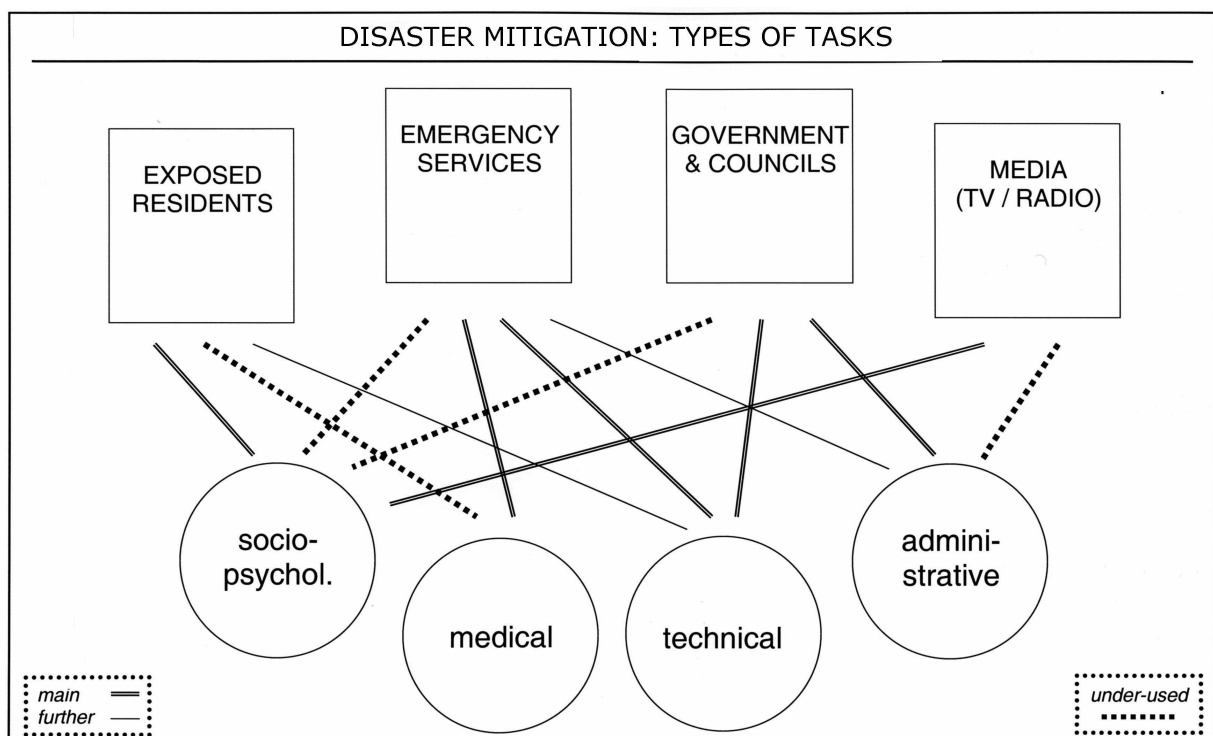 DISASTER MITIGATION: TYPES OF TASKS
EXPOSED
RESIDENTS
EMERGENCY
SERVICES
GOVERNMENT
& COUNCILS
MEDIA
(TV / RADIO)
socio-
psychol.
medical
technical
admini-
strative
main
further
under-used